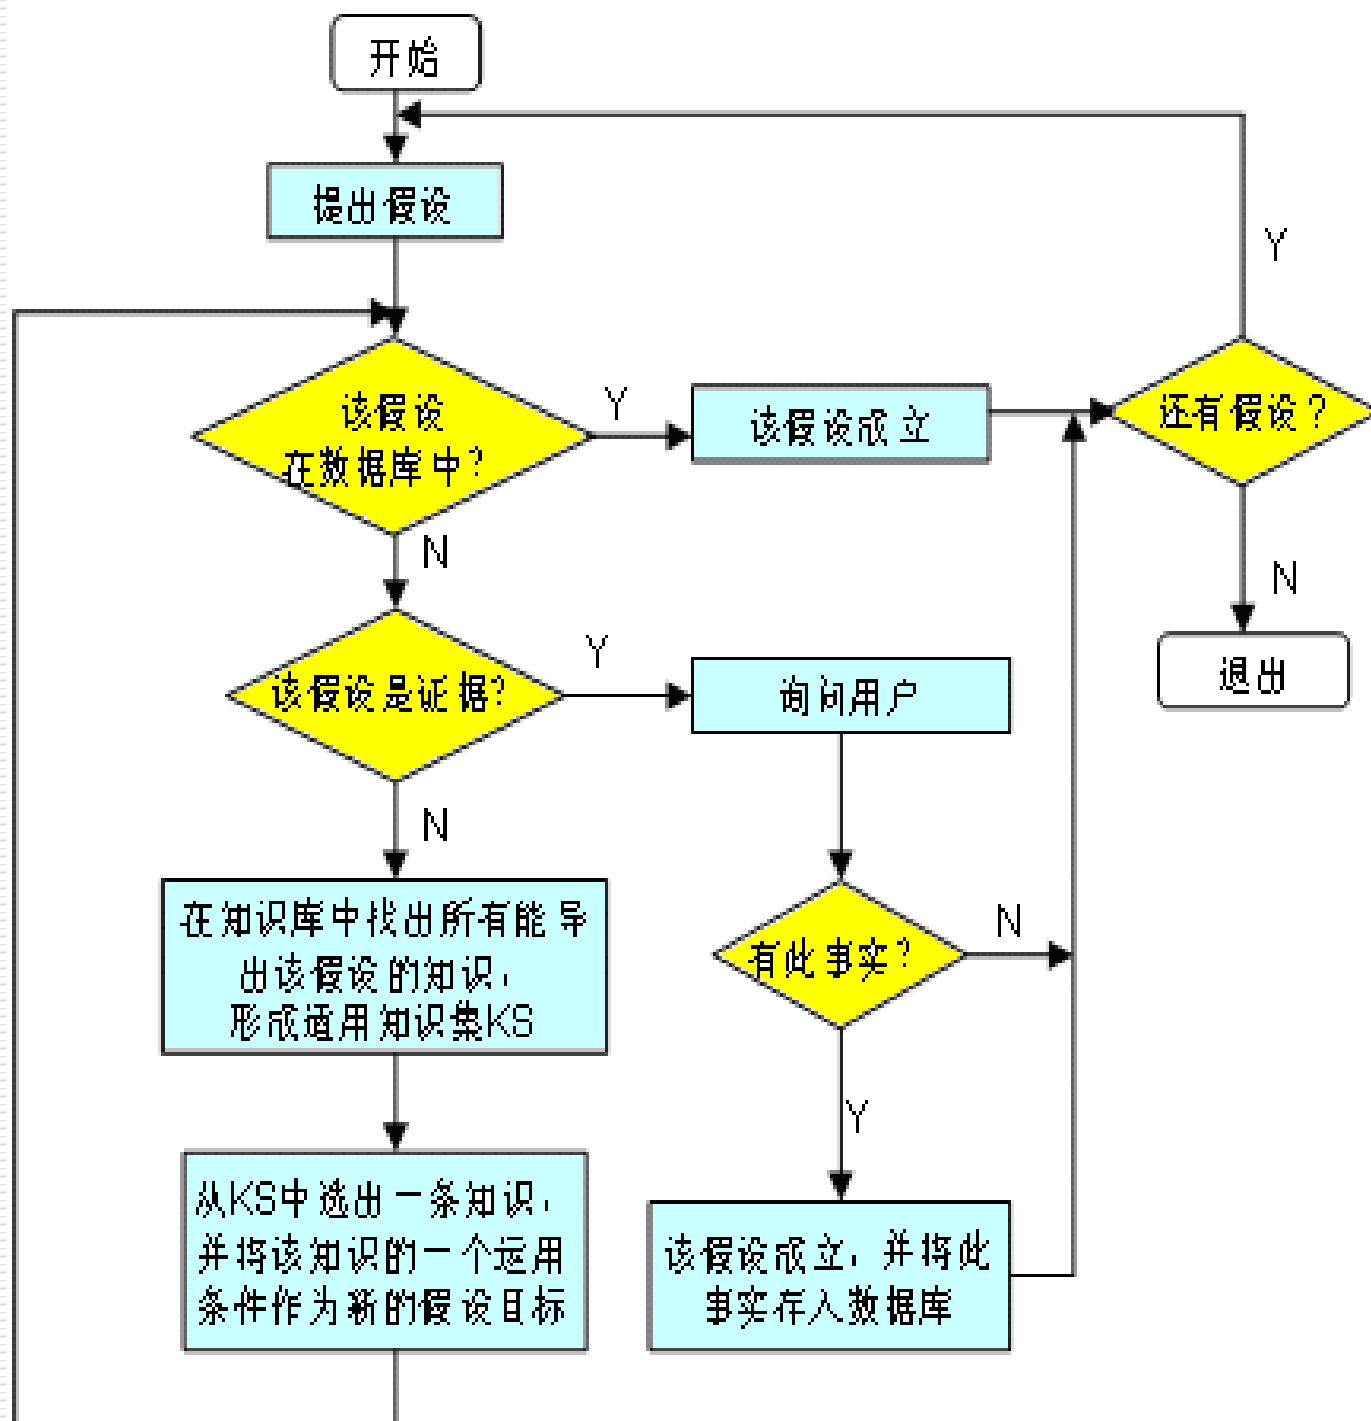 开始
提出假设
Y
该假设
在数据库中？
Y
该假设成立
还有假设？
N
N
退出
该假设是证据？
Y
询问用户
N
在知识库中找出所有能导
出该假设的知识，
形成适用知识集KS
有此事实？
N
Y
从KS中选出一条知识，
并将该知识的一个运用
条件作为新的假设目标
该假设成立，并将此
事实存入数据库